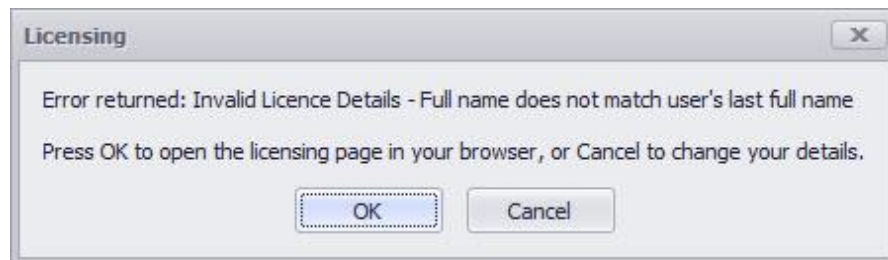 Licensing
Error returned: Invalid Licence Details - Full name does not match user's last full name
Press OK to open the licensing page in your browser, or Cancel to change your details.
OK Cancel